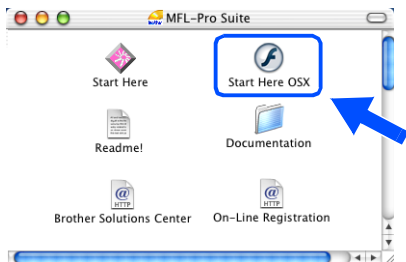 MFL-Pro Suite
Start Here
Start Here OSX
Readme!
Documentation
@
HTTP
@
HTTP
Brother Solutions Center
On-Line Registration